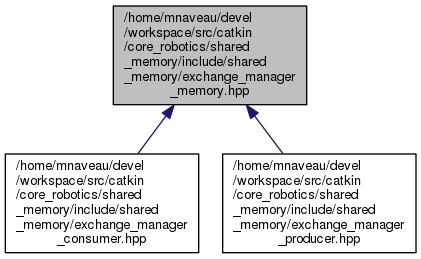 /home/mnaveau/devel
/workspace/src/catkin
/core_robotics/shared
_memory/include/shared
_memory/exchange_manager
_memory.hpp
/home/mnaveau/devel
/workspace/src/catkin
/core_robotics/shared
_memory/include/shared
_memory/exchange_manager
_consumer.hpp
/home/mnaveau/devel
/workspace/src/catkin
/core_robotics/shared
_memory/include/shared
_memory/exchange_manager
_producer.hpp